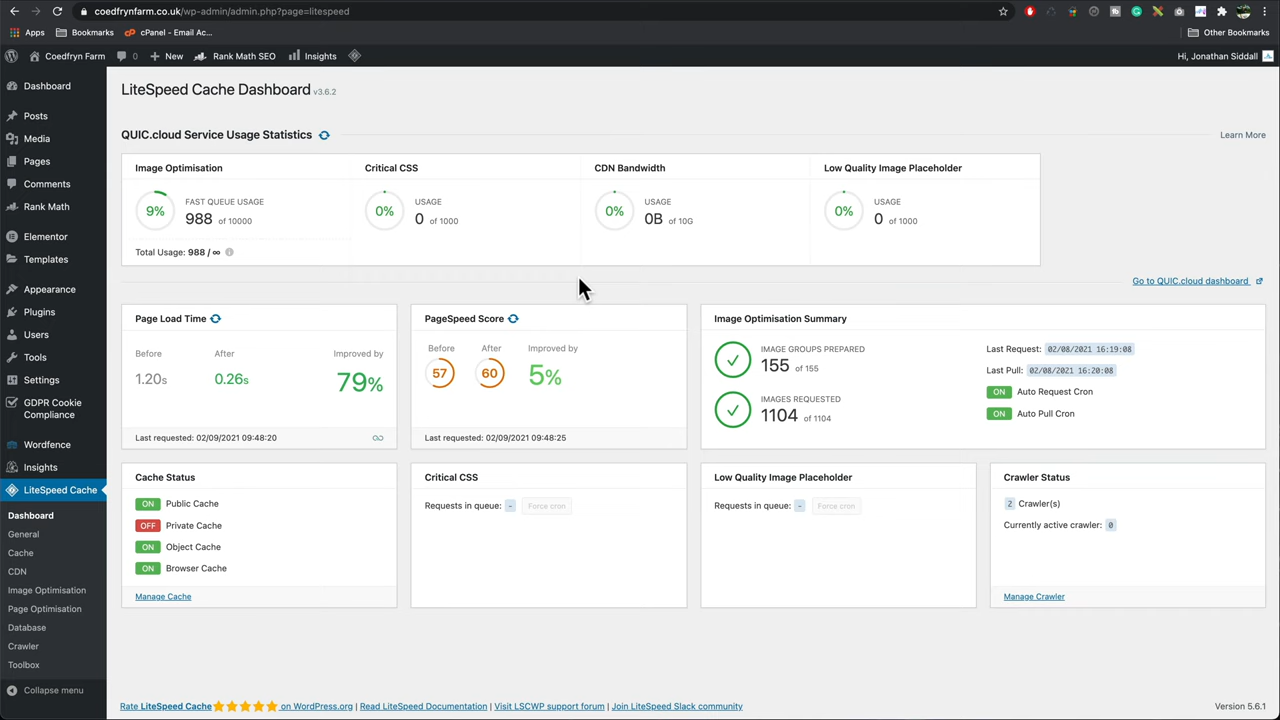 coedfrynfarm.co.uk/wp-admin/admin.php?page=litespeed
Apps Bookmarks cPanel - Email Ac... Other Bookmarks
Coedfryn Farm 0 New Rank Math SEO Insights Hi, Jonathan Siddall
Dashboard
Posts
Media
Pages
Comments
Rank Math
Elementor
Templates
Appearance
Plugins
Users
Tools
Settings
GDPR Cookie
Compliance
Wordfence
Insights
LiteSpeed Cache
Dashboard
General
Cache
CDN
Image Optimisation
Page Optimisation
Database
Crawler
Toolbox
Collapse menu
LiteSpeed Cache Dashboard v3.6.2
QUIC.cloud Service Usage Statistics Learn More
Image Optimisation
9%
FAST QUEUE USAGE
988 of 10000
Total Usage: 988 / ∞
Critical CSS
0%
USAGE
0 of 1000
CDN Bandwidth
0%
USAGE
0B of 10G
Low Quality Image Placeholder
0%
USAGE
0 of 1000
Go to QUIC.cloud dashboard
Page Load Time
Before After Improved by
1.20s 0.26s 79%
Last requested: 02/09/2021 09:48:20
PageSpeed Score
Before After Improved by
57 60 5%
Last requested: 02/09/2021 09:48:25
Image Optimisation Summary
IMAGE GROUPS PREPARED
155 of 155
IMAGES REQUESTED
1104 of 1104
Last Request: 02/08/2021 16:19:08
Last Pull: 02/08/2021 16:20:08
ON Auto Request Cron
ON Auto Pull Cron
Cache Status
ON Public Cache
OFF Private Cache
ON Object Cache
ON Browser Cache
Manage Cache
Critical CSS
Requests in queue: - Force cron
Low Quality Image Placeholder
Requests in queue: - Force cron
Crawler Status
2 Crawler(s)
Currently active crawler: 0
Manage Crawler
Rate LiteSpeed Cache on WordPress.org | Read LiteSpeed Documentation | Visit LSCWP support forum | Join LiteSpeed Slack community Version 5.6.1